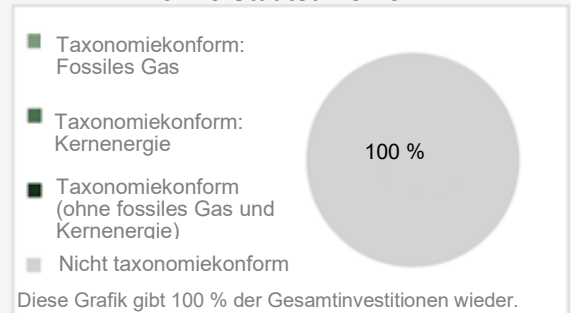 Taxonomiekonform:
Fossiles Gas
Taxonomiekonform:
Kernenergie
Taxonomiekonform
(ohne fossiles Gas und
Kernenergie)
Nicht taxonomiekonform
100 %
Diese Grafik gibt 100 % der Gesamtinvestitionen wieder.